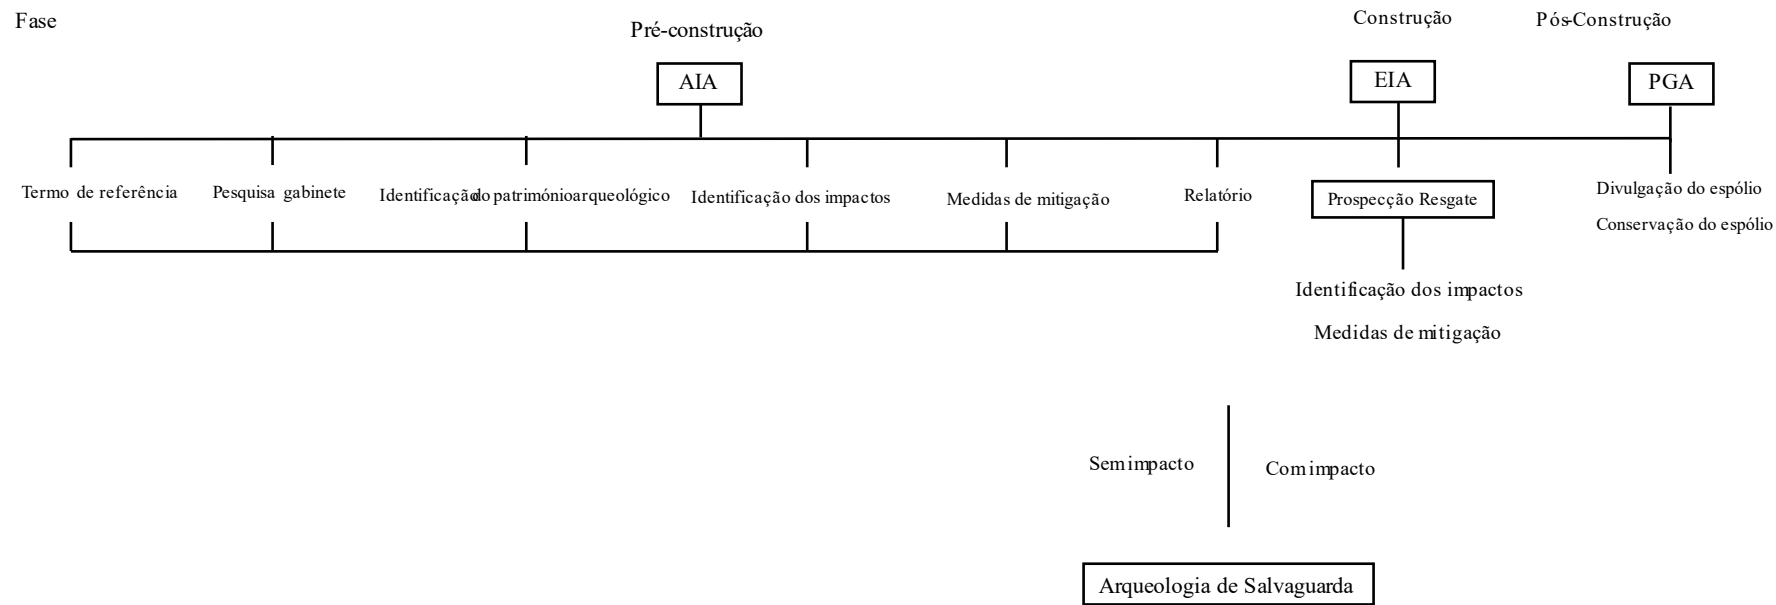 Fase
Pré-construção
Construção
Pós-Construção
AIA
EIA
PGA
Termo de referência
Pesquisa gabinete
Identificação do patrimónioarqueológico
Identificação dos impactos
Medidas de mitigação
Relatório
Prospecção Resgate
Divulgação do espólio
Conservação do espólio
Identificação dos impactos
Medidas de mitigação
Sem impacto
Com impacto
Arqueologia de Salvaguarda